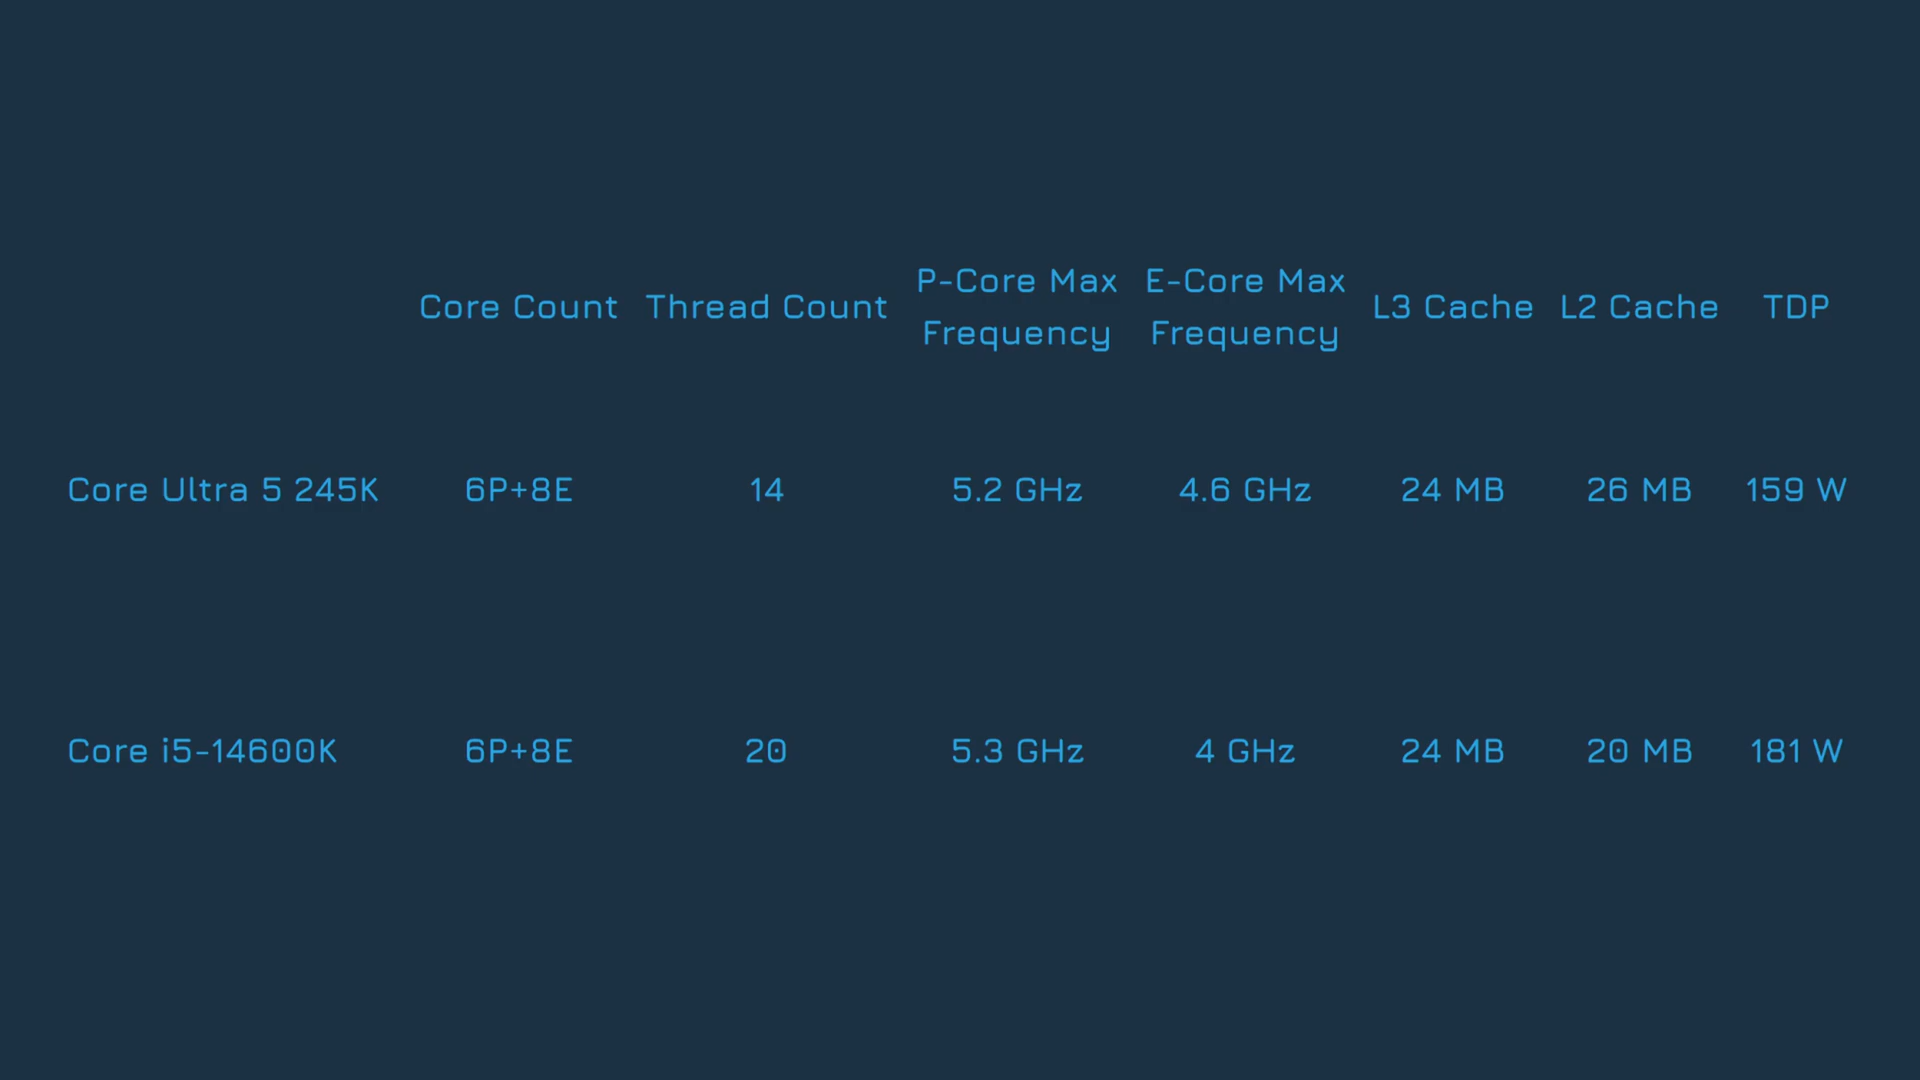 Core Count Thread Count P-Core Max Frequency E-Core Max Frequency L3 Cache L2 Cache TDP
Core Ultra 5 245K 6P+8E 14 5.2 GHz 4.6 GHz 24 MB 26 MB 159 W
Core i5-14600K 6P+8E 20 5.3 GHz 4 GHz 24 MB 20 MB 181 W